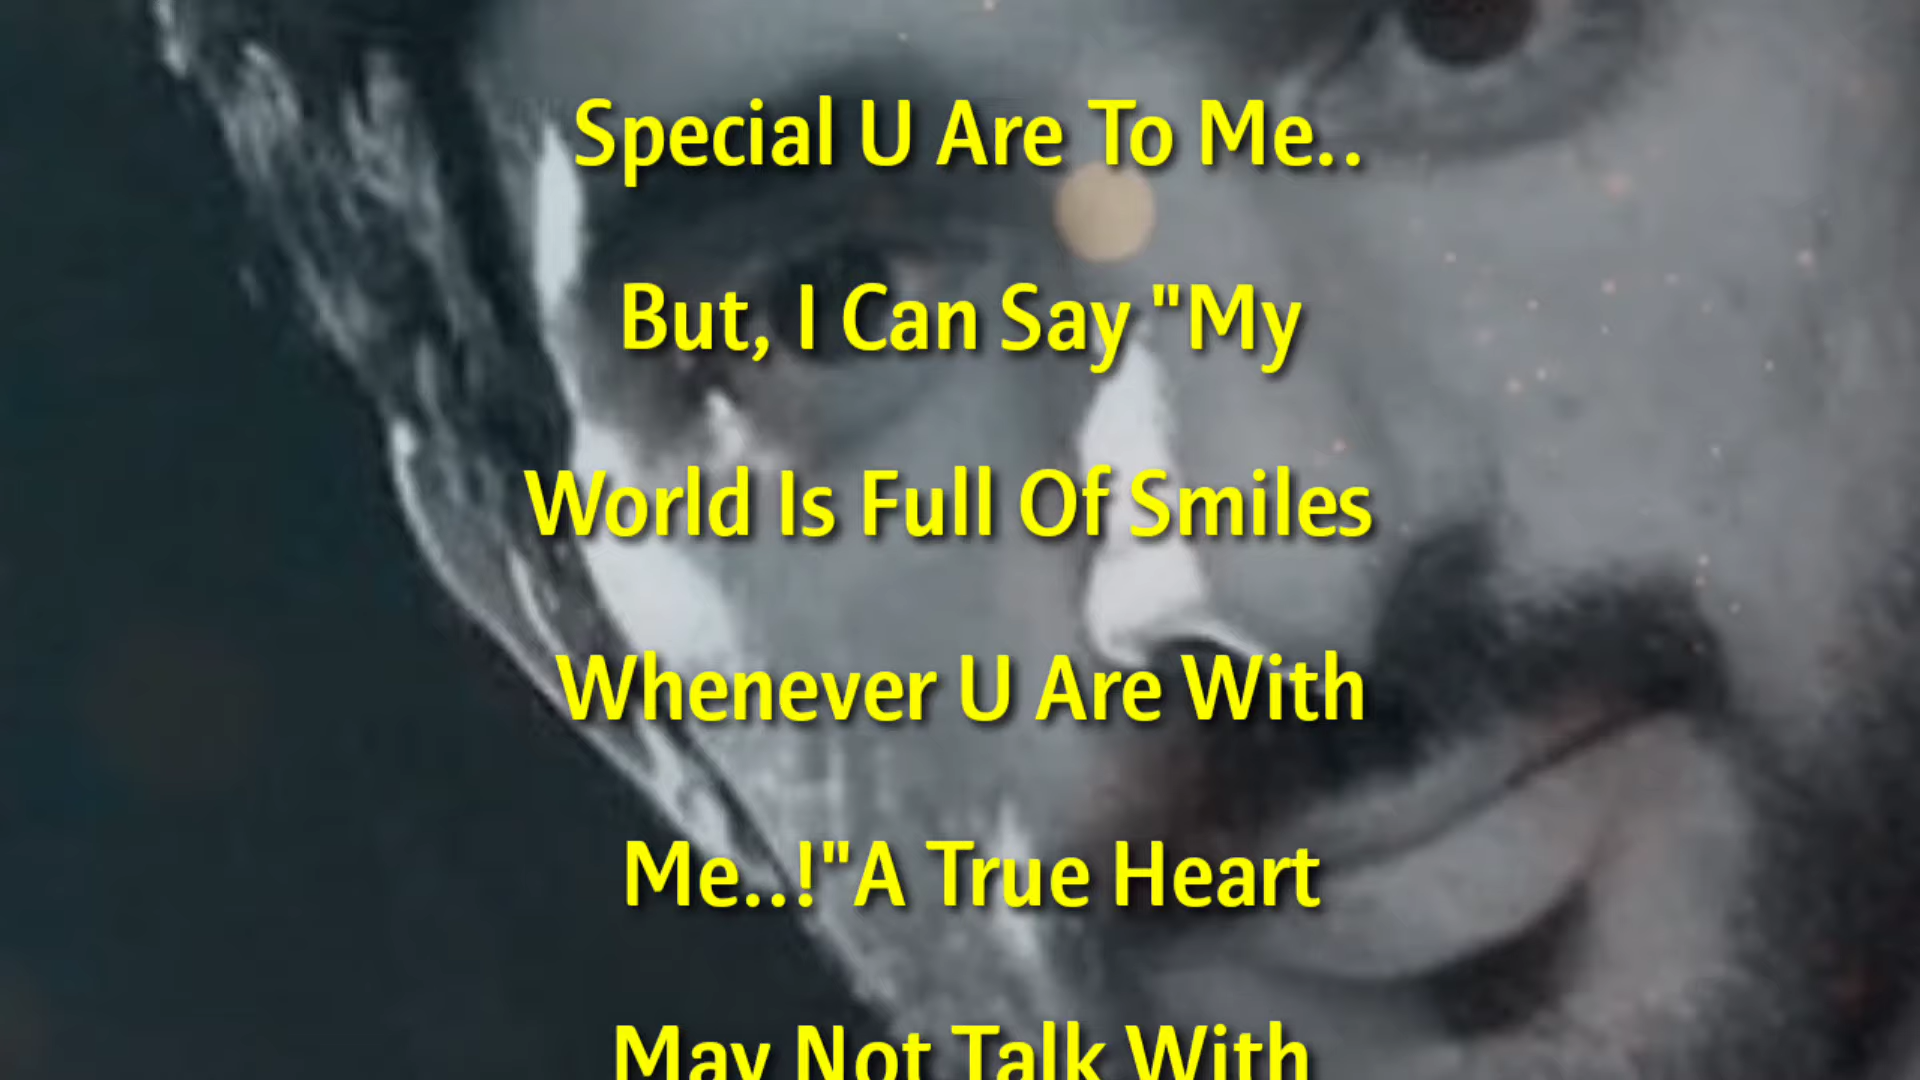 Special U Are To Me..
But, I Can Say "My
World Is Full Of Smiles
Whenever U Are With
Me..!"A True Heart
May Not Talk With